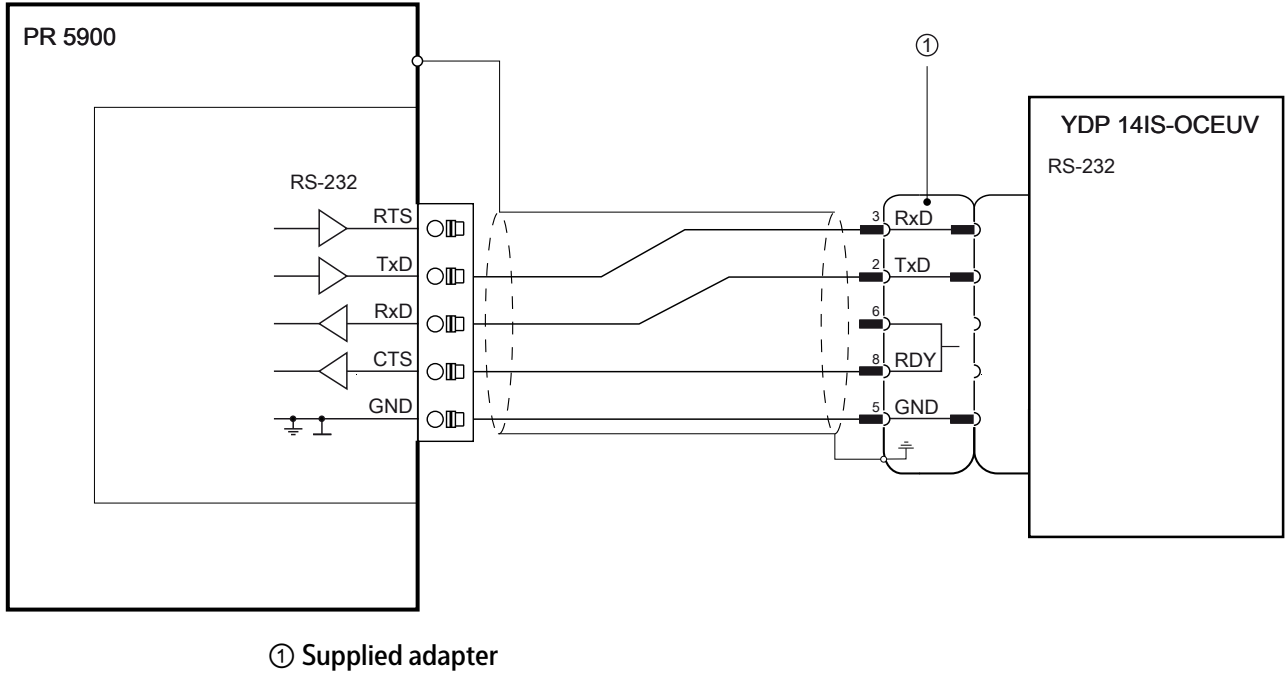 PR 5900
①
YDP 14IS-OCEUV
RS-232
RS-232
RTS
3 RxD
TxD
2 TxD
RxD
6
CTS
8 RDY
GND
5 GND
① Supplied adapter